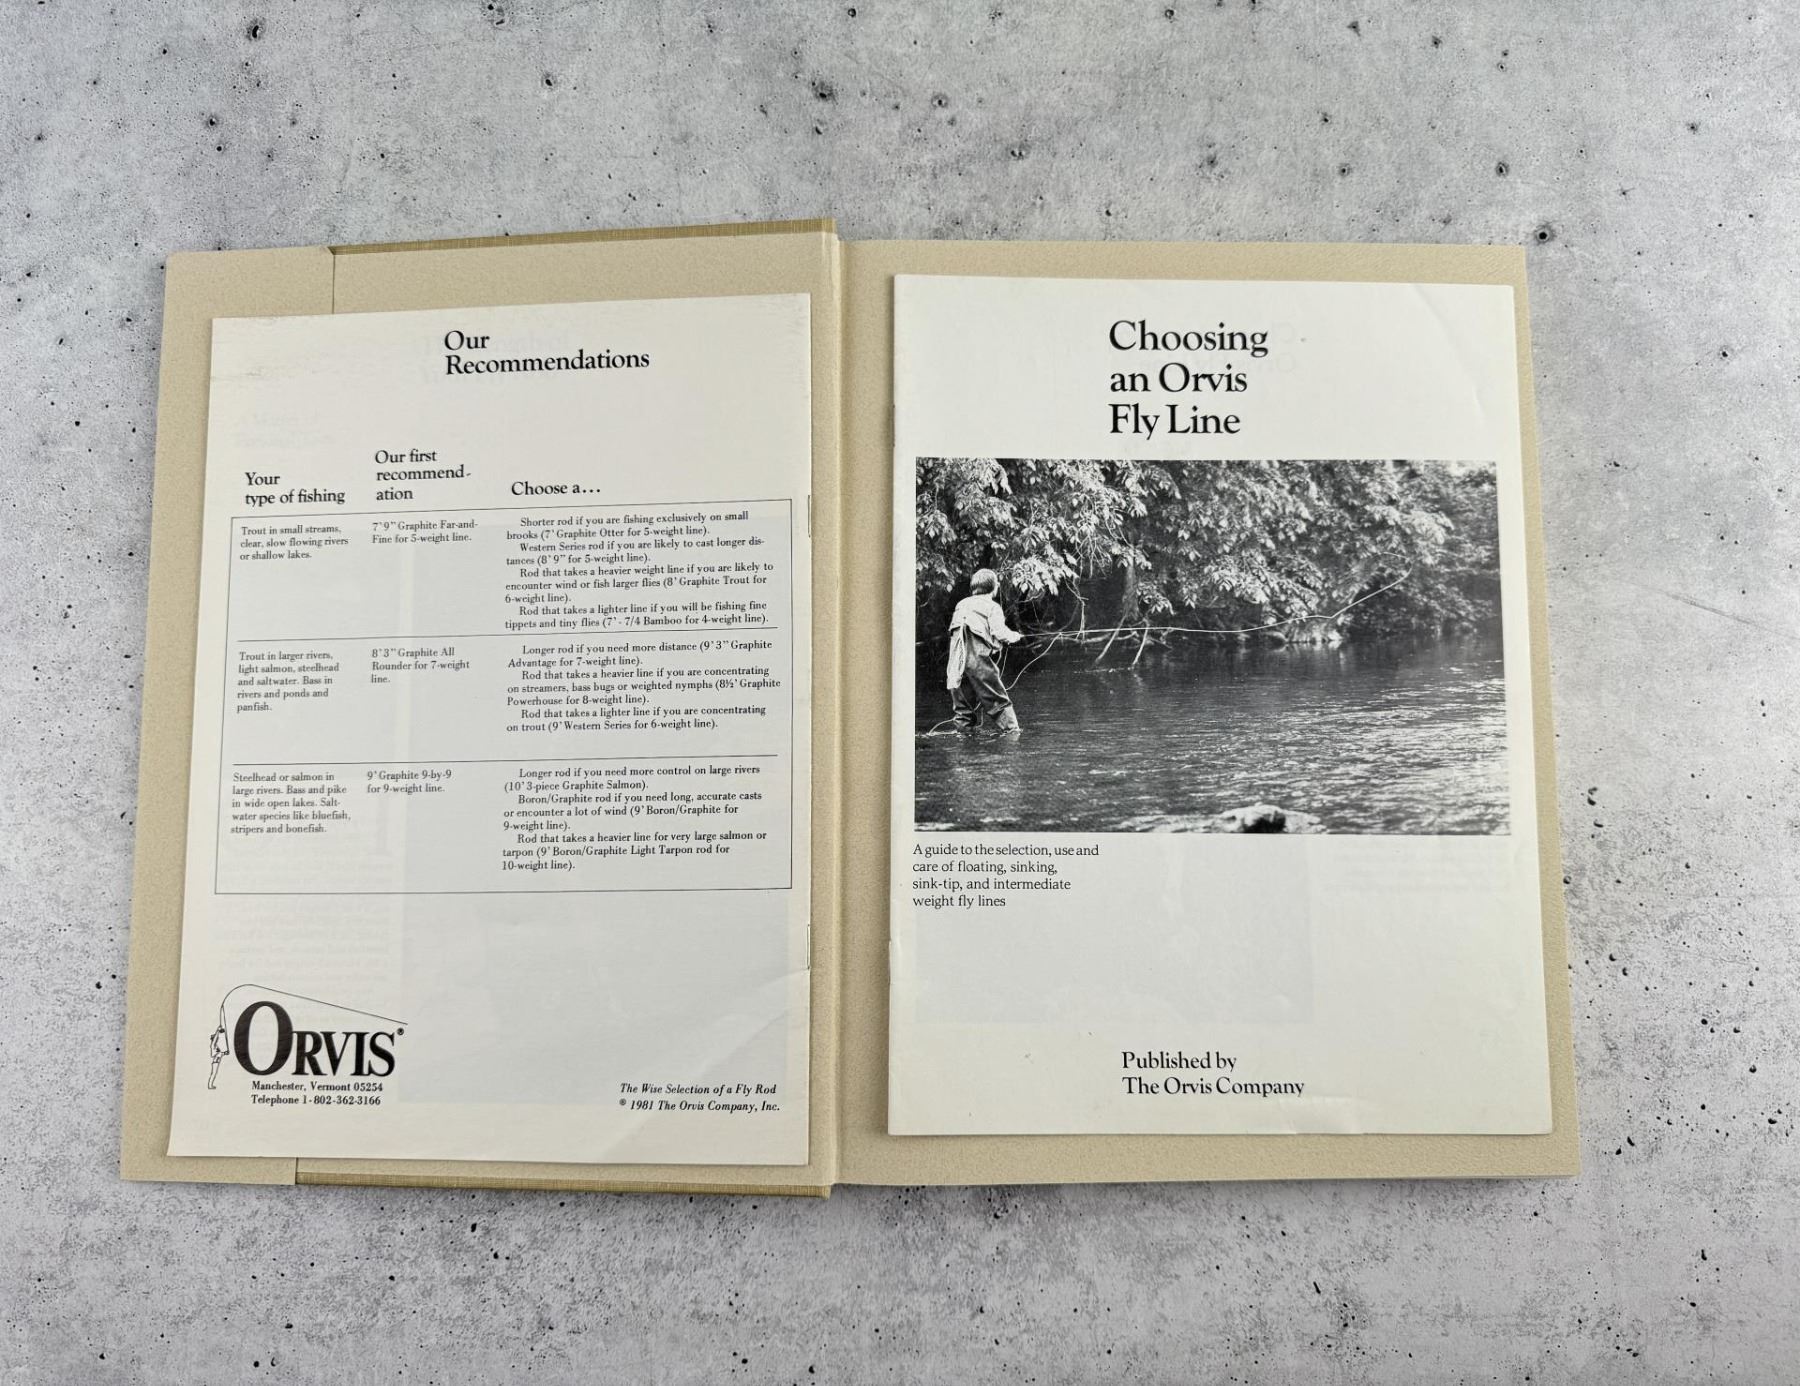 Our
Recommendations
Your
type of fishing
Our first
recommend-
ation
Choose a...
Trout in small streams,
clear, slow flowing rivers
or shallow lakes.
7'9" Graphite Far-and-
Fine for 5-weight line.
Shorter rod if you are fishing exclusively on small
brooks (7' Graphite Otter for 5-weight line).
Western Series rod if you are likely to cast longer dis-
tances (8'9" for 5-weight line).
Rod that takes a heavier weight line if you are likely to
encounter wind or fish larger flies (8' Graphite Trout for
6-weight line).
Rod that takes a lighter line if you will be fishing fine
tippets and tiny flies (7' - 7/4 Bamboo for 4-weight line).
Trout in larger rivers,
light salmon, steelhead
and saltwater. Bass in
rivers and ponds and
panfish.
8'3" Graphite All
Rounder for 7-weight
line.
Longer rod if you need more distance (9'3" Graphite
Advantage for 7-weight line).
Rod that takes a heavier line if you are concentrating
on streamers, bass bugs or weighted nymphs (8½' Graphite
Powerhouse for 8-weight line).
Rod that takes a lighter line if you are concentrating
on trout (9' Western Series for 6-weight line).
Steelhead or salmon in
large rivers. Bass and pike
in wide open lakes. Salt-
water species like bluefish,
stripers and bonefish.
9' Graphite 9-by-9
for 9-weight line.
Longer rod if you need more control on large rivers
(10' 3-piece Graphite Salmon).
Boron/Graphite rod if you need long, accurate casts
or encounter a lot of wind (9' Boron/Graphite for
9-weight line).
Rod that takes a heavier line for very large salmon or
tarpon (9' Boron/Graphite Light Tarpon rod for
10-weight line).
ORVIS®
Manchester, Vermont 05254
Telephone 1-802-362-3166
The Wise Selection of a Fly Rod
© 1981 The Orvis Company, Inc.
Choosing
an Orvis
Fly Line
A guide to the selection, use and
care of floating, sinking,
sink-tip, and intermediate
weight fly lines
Published by
The Orvis Company